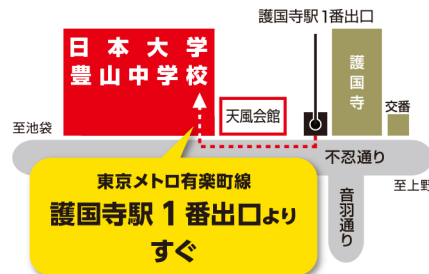 護国寺駅1番出口
日本大学
豊山中学校
天風会館
護国寺
交番
至池袋
不忍通り
至上野
音羽通り
東京メトロ有楽町線
護国寺駅1番出口より
すぐ